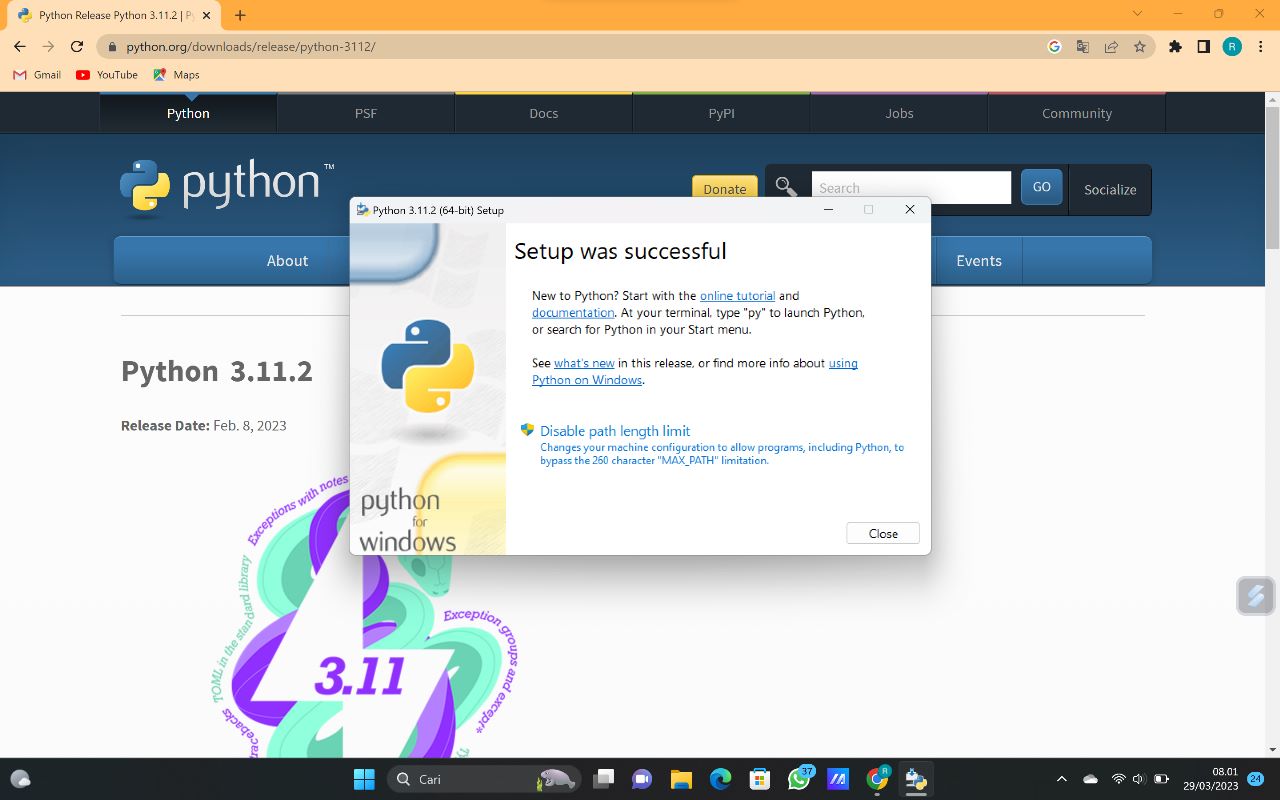 Python Release Python 3.11.2 | Py
python.org/downloads/release/python-3112/
R
Gmail YouTube Maps
Python PSF Docs PyPI Jobs Community
python™
Donate Search GO Socialize
About Events
Python 3.11.2 (64-bit) Setup
Setup was successful
New to Python? Start with the online tutorial and
documentation. At your terminal, type "py" to launch Python,
or search for Python in your Start menu.
See what's new in this release, or find more info about using
Python on Windows.
Disable path length limit
Changes your machine configuration to allow programs, including Python, to
bypass the 260 character "MAX_PATH" limitation.
python
for
windows
Close
Python 3.11.2
Release Date: Feb. 8, 2023
Exceptions with notes
TOML in the standard library
Exception groups and except*
3.11
tracebacks
Ty
Cari
37
R
08.01
29/03/2023
24